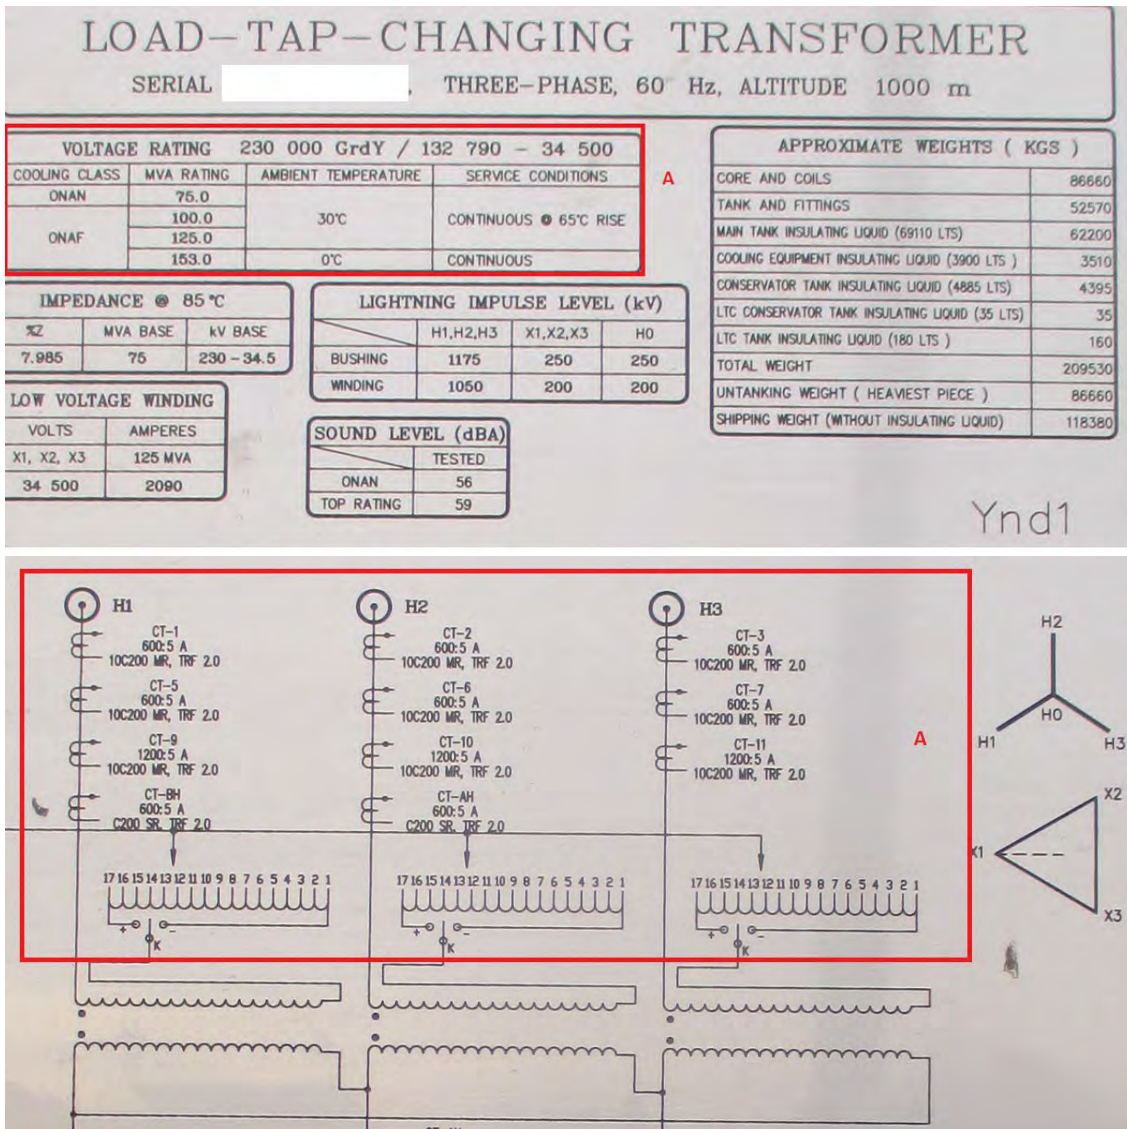 LOAD-TAP-CHANGING TRANSFORMER
SERIAL , THREE-PHASE, 60 Hz, ALTITUDE 1000 m
VOLTAGE RATING 230 000 GrdY / 132 790 - 34 500
COOLING CLASS MVA RATING AMBIENT TEMPERATURE SERVICE CONDITIONS
ONAN 75.0
100.0
ONAF 125.0
30°C CONTINUOUS @ 65°C RISE
153.0 0°C CONTINUOUS
A
APPROXIMATE WEIGHTS ( KGS )
CORE AND COILS 86660
TANK AND FITTINGS 52570
MAIN TANK INSULATING LIQUID (69110 LTS) 62200
COOLING EQUIPMENT INSULATING LIQUID (3900 LTS ) 3510
CONSERVATOR TANK INSULATING LIQUID (4885 LTS) 4395
LTC CONSERVATOR TANK INSULATING LIQUID (35 LTS) 35
LTC TANK INSULATING LIQUID (180 LTS ) 160
TOTAL WEIGHT 209530
UNTANKING WEIGHT ( HEAVIEST PIECE ) 86660
SHIPPING WEIGHT (WITHOUT INSULATING LIQUID) 118380
IMPEDANCE @ 85°C
%Z MVA BASE kV BASE
7.985 75 230-34.5
LIGHTNING IMPULSE LEVEL (kV)
H1,H2,H3 X1,X2,X3 H0
BUSHING 1175 250 250
WINDING 1050 200 200
LOW VOLTAGE WINDING
VOLTS AMPERES
X1, X2, X3 125 MVA
34 500 2090
SOUND LEVEL (dBA)
TESTED
ONAN 56
TOP RATING 59
Ynd1
H1 H2 H3
CT-1 CT-2 CT-3
600:5 A 600:5 A 600:5 A
10C200 MR, TRF 2.0 10C200 MR, TRF 2.0 10C200 MR, TRF 2.0
CT-5 CT-6 CT-7
600:5 A 600:5 A 600:5 A
10C200 MR, TRF 2.0 10C200 MR, TRF 2.0 10C200 MR, TRF 2.0
CT-9 CT-10 CT-11
1200:5 A 1200:5 A 1200:5 A
10C200 MR, TRF 2.0 10C200 MR, TRF 2.0 10C200 MR, TRF 2.0
CT-BH CT-AH
600:5 A 600:5 A
C200 SR, TRF 2.0 C200 SR, TRF 2.0
A
17 16 15 14 13 12 11 10 9 8 7 6 5 4 3 2 1
17 16 15 14 13 12 11 10 9 8 7 6 5 4 3 2 1
17 16 15 14 13 12 11 10 9 8 7 6 5 4 3 2 1
+ - + - + -
K K K
H2
H0
H1 H3
X2
X1
X3